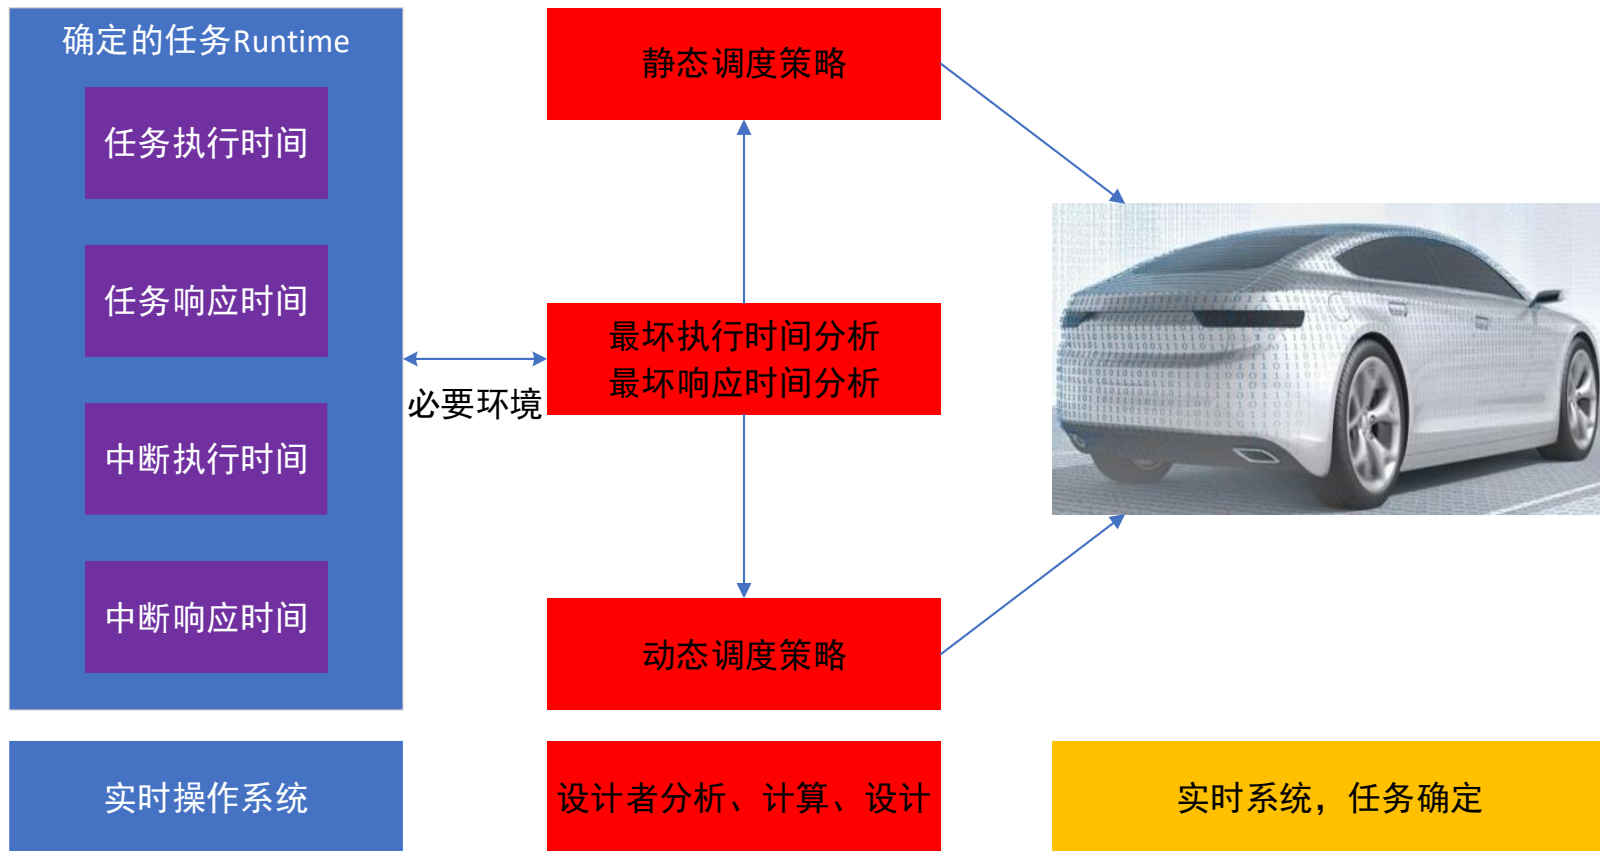 确定的任务Runtime
任务执行时间
任务响应时间
中断执行时间
中断响应时间
实时操作系统
必要环境
静态调度策略
最坏执行时间分析
最坏响应时间分析
动态调度策略
设计者分析、计算、设计
实时系统，任务确定